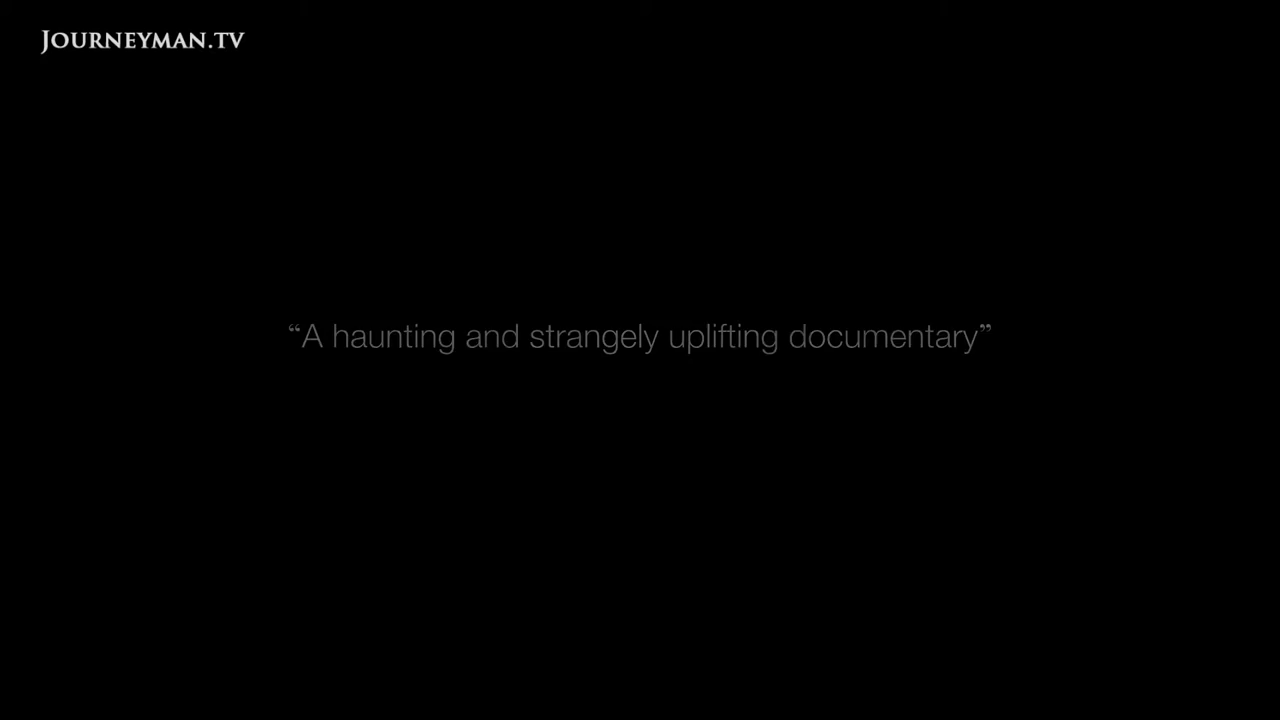 JOURNEYMAN.TV
“A haunting and strangely uplifting documentary”